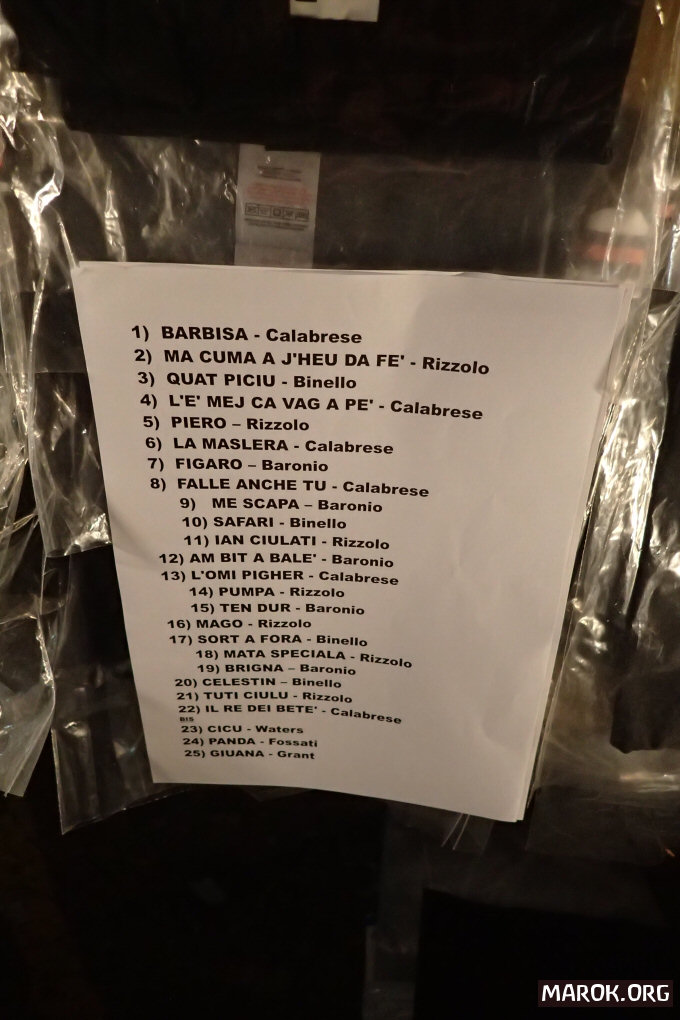 1) BARBISA - Calabrese
2) MA CUMA A J'HEU DA FE' - Rizzolo
3) QUAT PICIU - Binello
4) L'E' MEJ CA VAG A PE' - Calabrese
5) PIERO – Rizzolo
6) LA MASLERA - Calabrese
7) FIGARO – Baronio
8) FALLE ANCHE TU - Calabrese
9) ME SCAPA – Baronio
10) SAFARI - Binello
11) IAN CIULATI - Rizzolo
12) AM BIT A BALE' - Baronio
13) L'OMI PIGHER - Calabrese
14) PUMPA - Rizzolo
15) TEN DUR - Baronio
16) MAGO - Rizzolo
17) SORT A FORA - Binello
18) MATA SPECIALA - Rizzolo
19) BRIGNA – Baronio
20) CELESTIN – Binello
21) TUTI CIULU - Rizzolo
22) IL RE DEI BETE' - Calabrese
BIS
23) CICU - Waters
24) PANDA - Fossati
25) GIUANA - Grant
MAROK.ORG